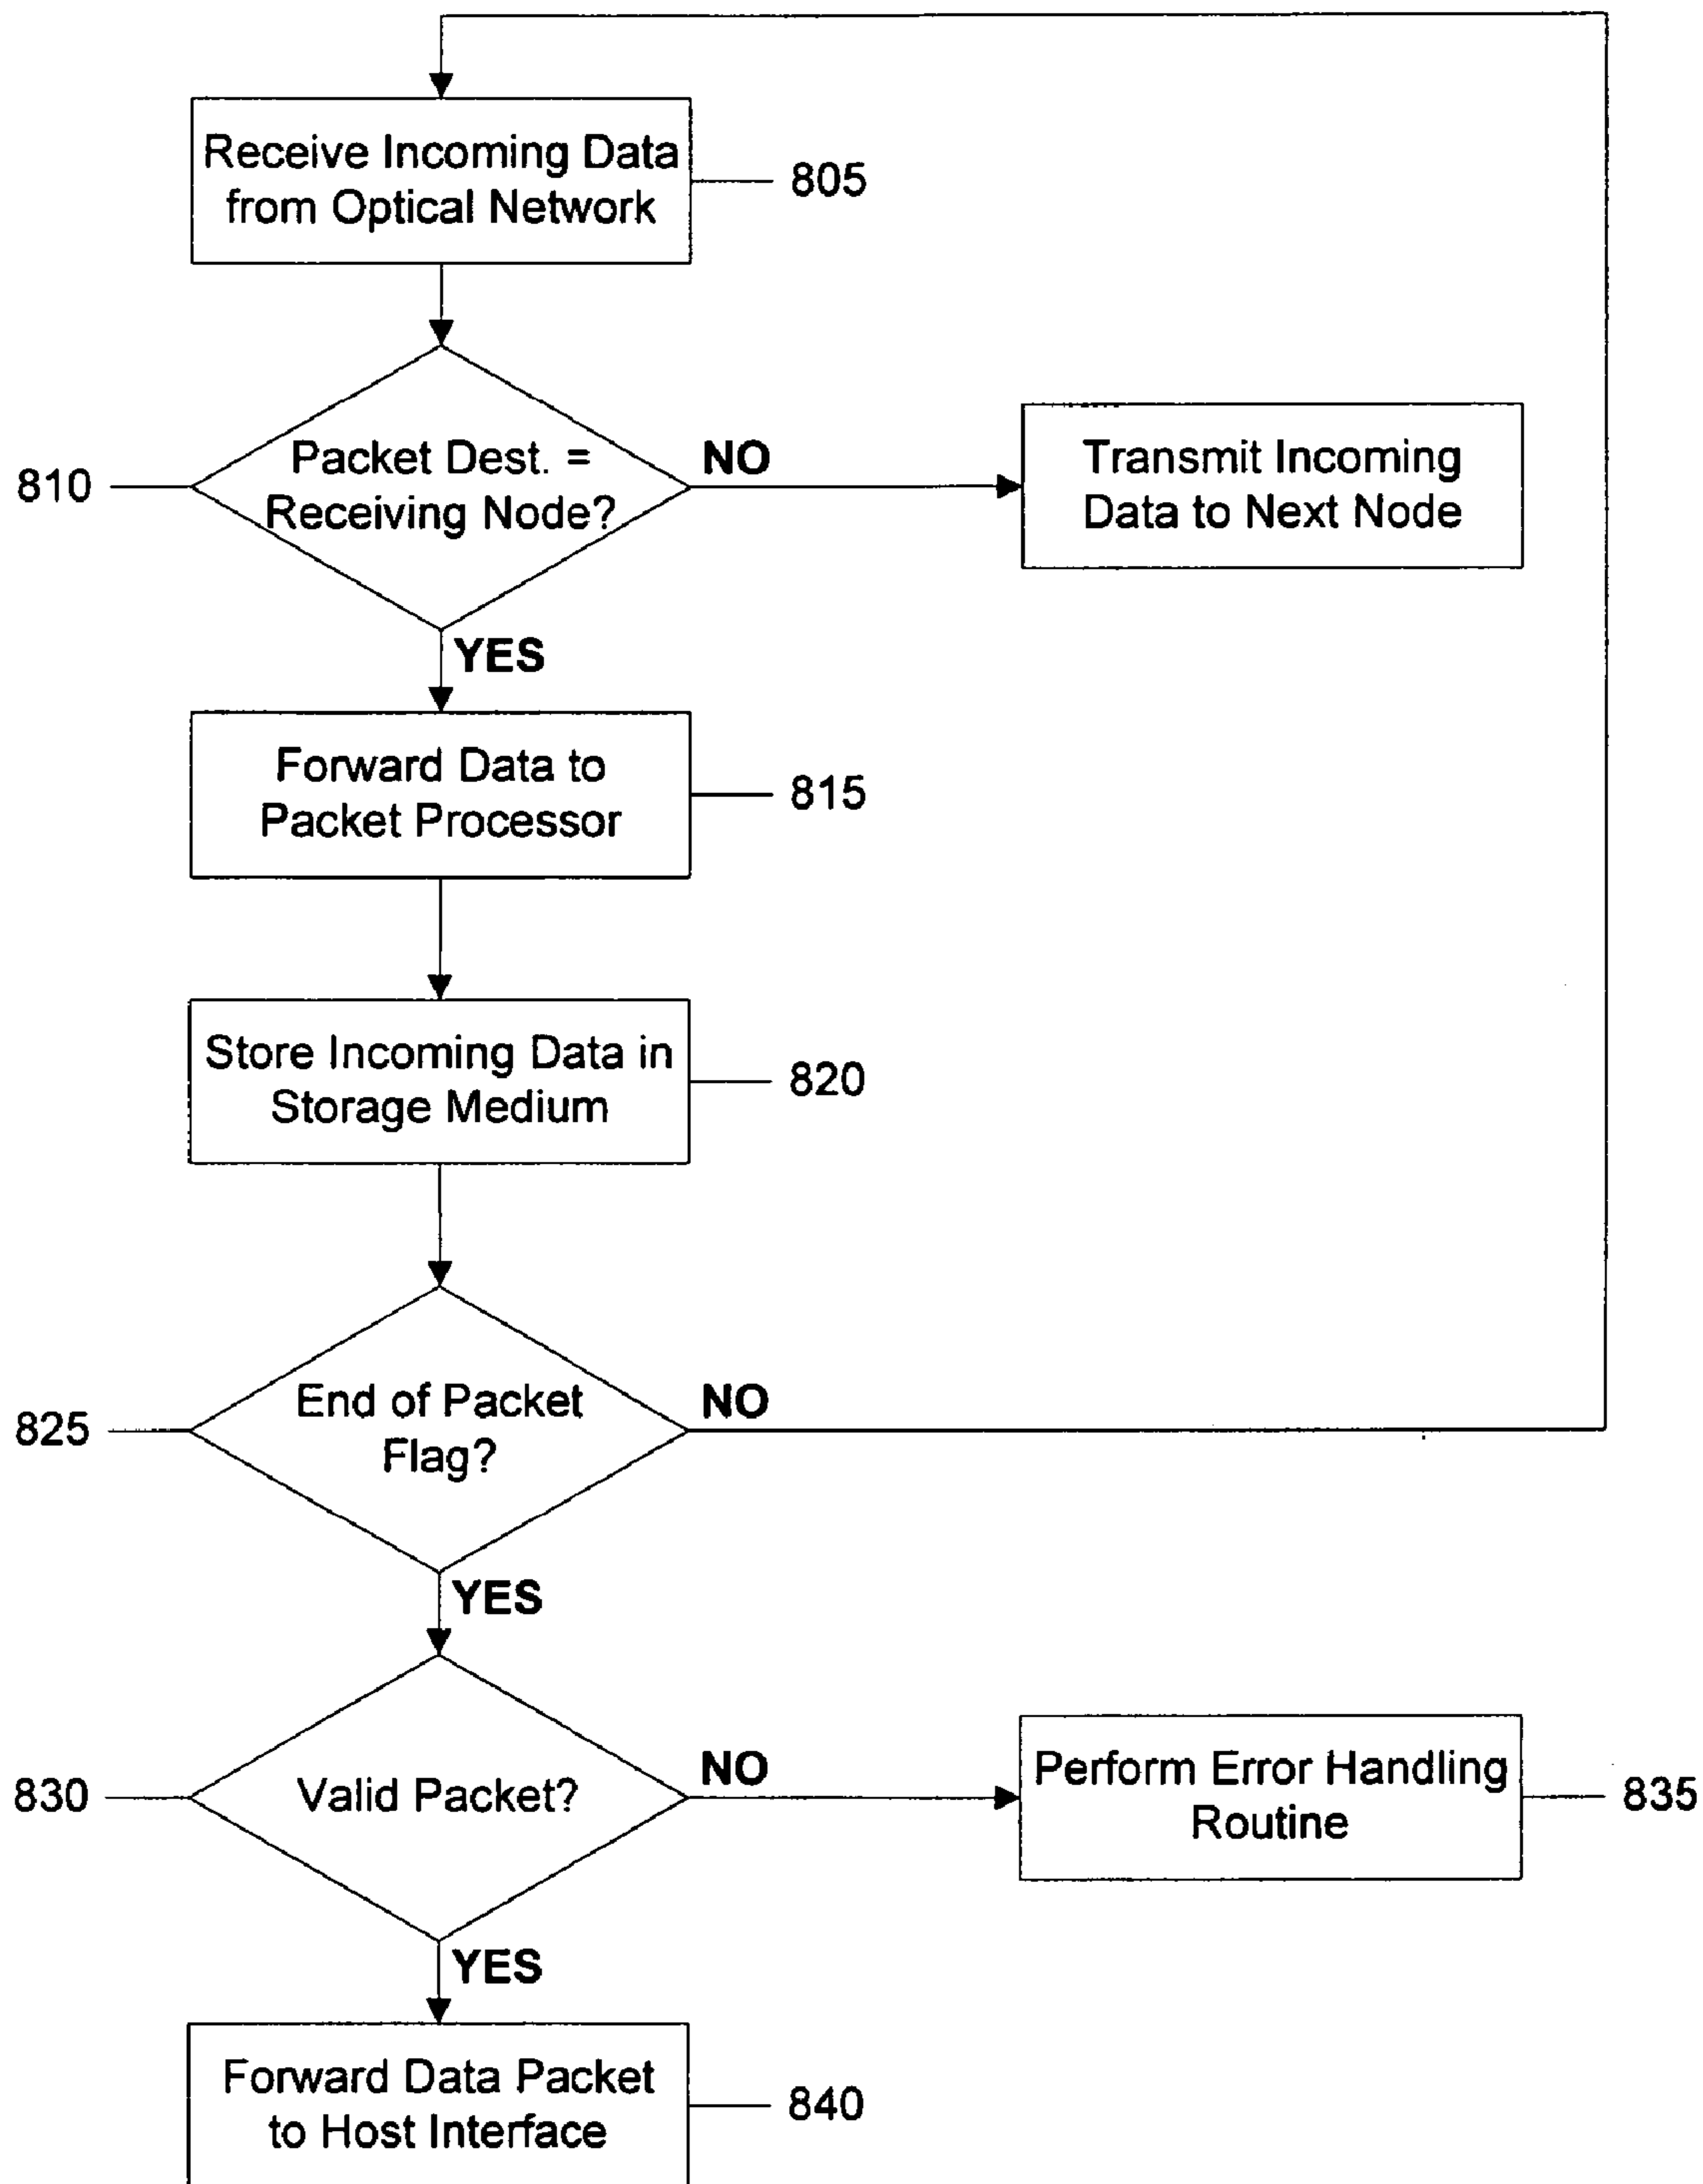 Receive Incoming Data
from Optical Network
805
810
Packet Dest. =
Receiving Node?
NO
Transmit Incoming
Data to Next Node
YES
Forward Data to
Packet Processor
815
Store Incoming Data in
Storage Medium
820
825
End of Packet
Flag?
NO
YES
830
Valid Packet?
NO
Perform Error Handling
Routine
835
YES
Forward Data Packet
to Host Interface
840